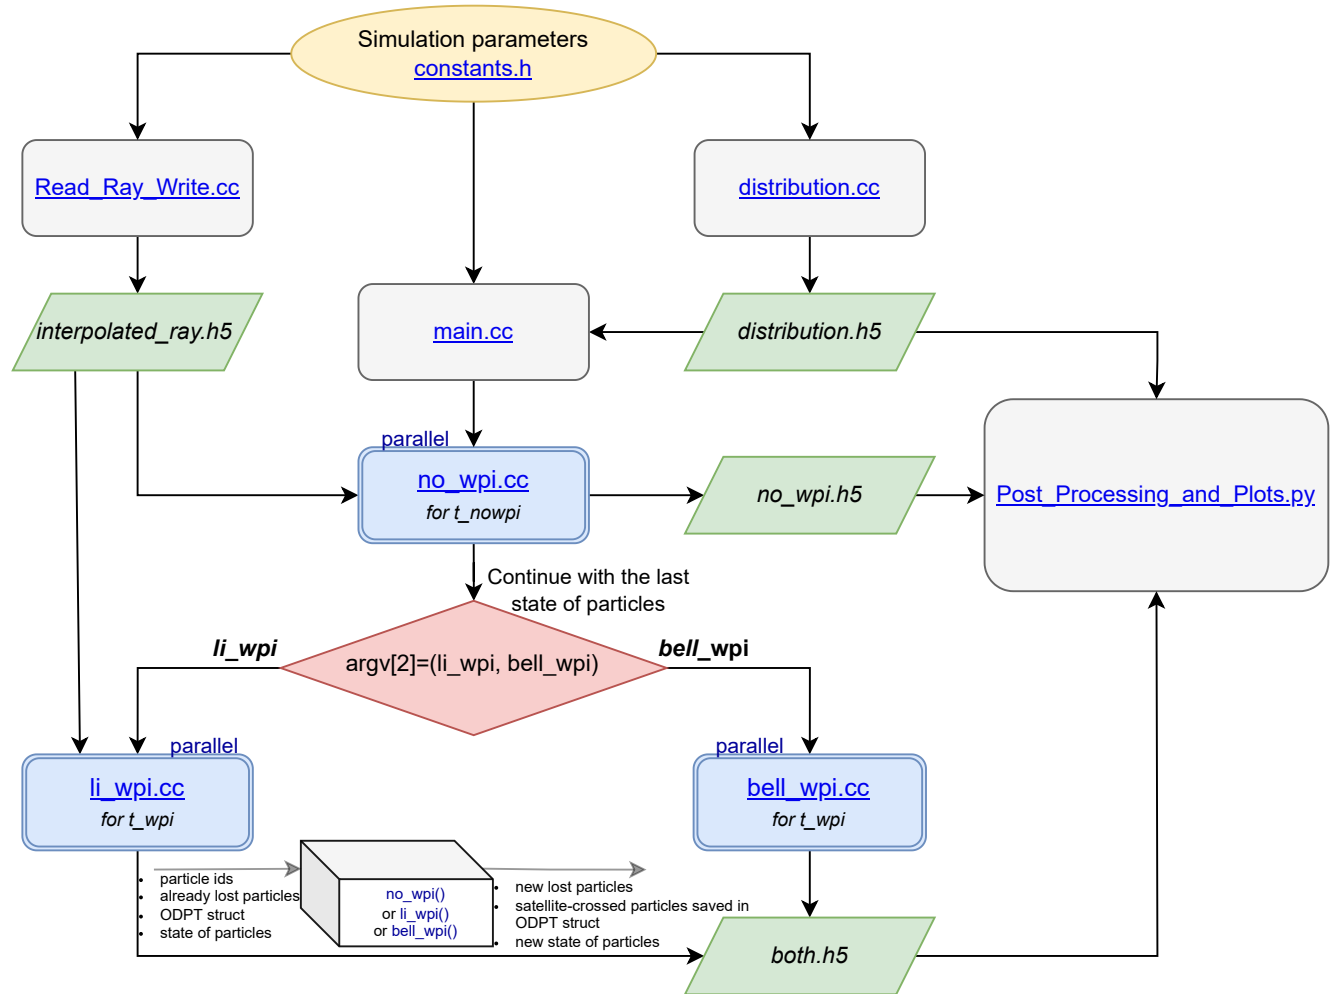 Simulation parameters
constants.h
Read_Ray_Write.cc
distribution.cc
interpolated_ray.h5
main.cc
distribution.h5
parallel
no_wpi.cc
for t_nowpi
no_wpi.h5
Post_Processing_and_Plots.py
Continue with the last
state of particles
li_wpi
bell_wpi
argv[2]=(li_wpi, bell_wpi)
parallel
li_wpi.cc
for t_wpi
parallel
bell_wpi.cc
for t_wpi
• particle ids
• already lost particles
• ODPT struct
• state of particles
no_wpi()
or li_wpi()
or bell_wpi()
• new lost particles
• satellite-crossed particles saved in
ODPT struct
• new state of particles
both.h5